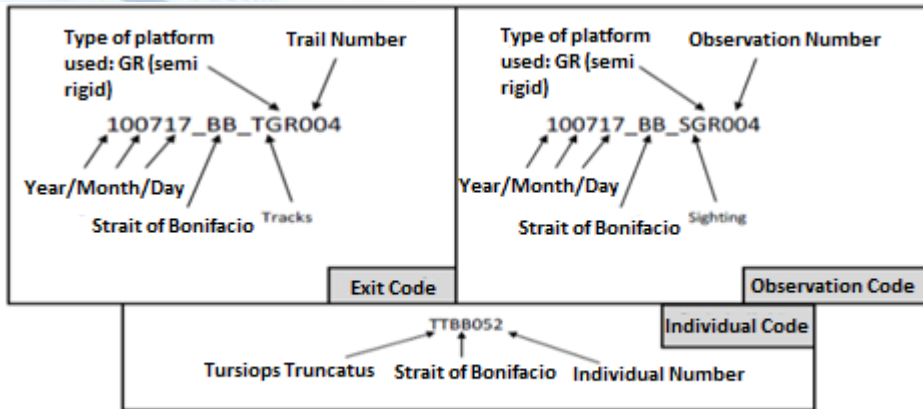 Type of platform
used: GR (semi
rigid)
Trail Number
100717_BB_TGR004
Year/Month/Day
Strait of Bonifacio
Tracks
Exit Code
Type of platform
used: GR (semi
rigid)
Observation Number
100717_BB_SGR004
Year/Month/Day
Strait of Bonifacio
Sighting
Observation Code
TTBB052
Individual Code
Tursiops Truncatus
Strait of Bonifacio
Individual Number